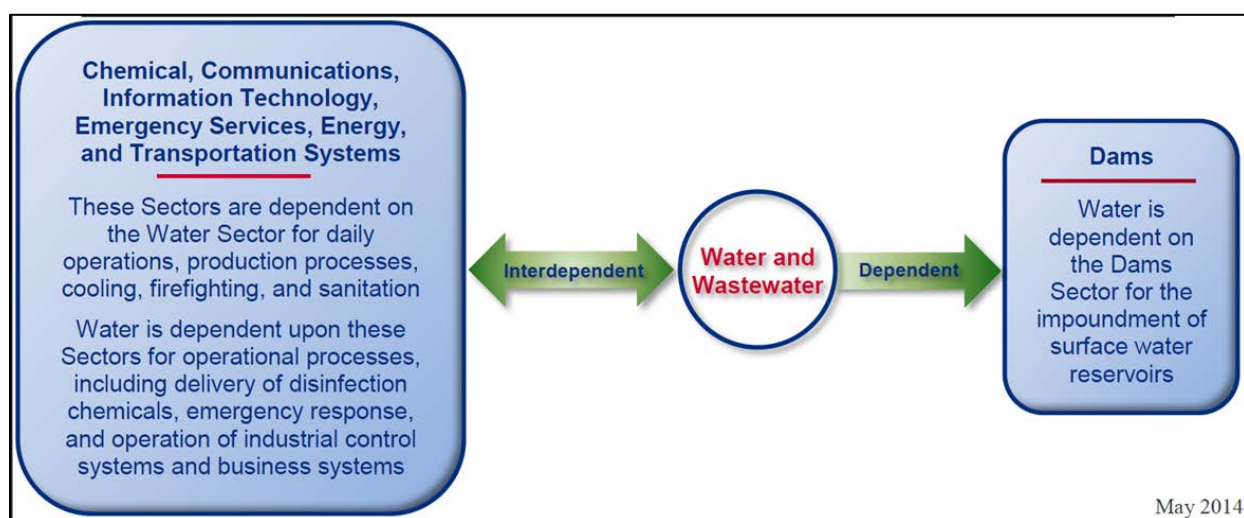 Chemical, Communications,
Information Technology,
Emergency Services, Energy,
and Transportation Systems
These Sectors are dependent on
the Water Sector for daily
operations, production processes,
cooling, firefighting, and sanitation
Water is dependent upon these
Sectors for operational processes,
including delivery of disinfection
chemicals, emergency response,
and operation of industrial control
systems and business systems
Interdependent
Water and
Wastewater
Dependent
Dams
Water is
dependent on
the Dams
Sector for the
impoundment of
surface water
reservoirs
May 2014